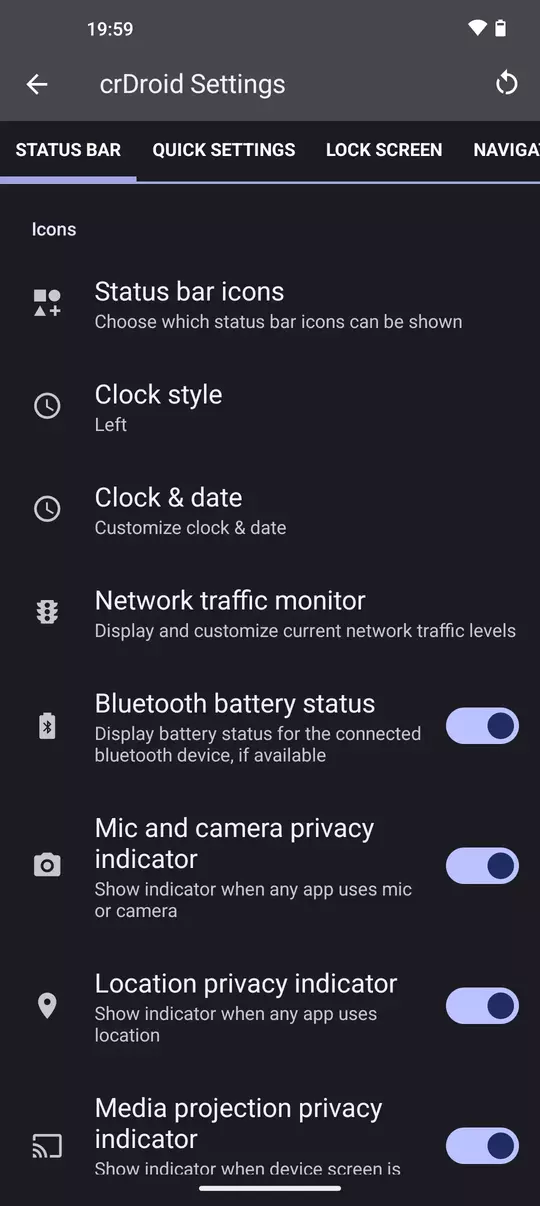 19:59
crDroid Settings
STATUS BAR QUICK SETTINGS LOCK SCREEN NAVIGA
Icons
Status bar icons
Choose which status bar icons can be shown
Clock style
Left
Clock & date
Customize clock & date
Network traffic monitor
Display and customize current network traffic levels
Bluetooth battery status
Display battery status for the connected
bluetooth device, if available
Mic and camera privacy
indicator
Show indicator when any app uses mic
or camera
Location privacy indicator
Show indicator when any app uses
location
Media projection privacy
indicator
Show indicator when device screen is